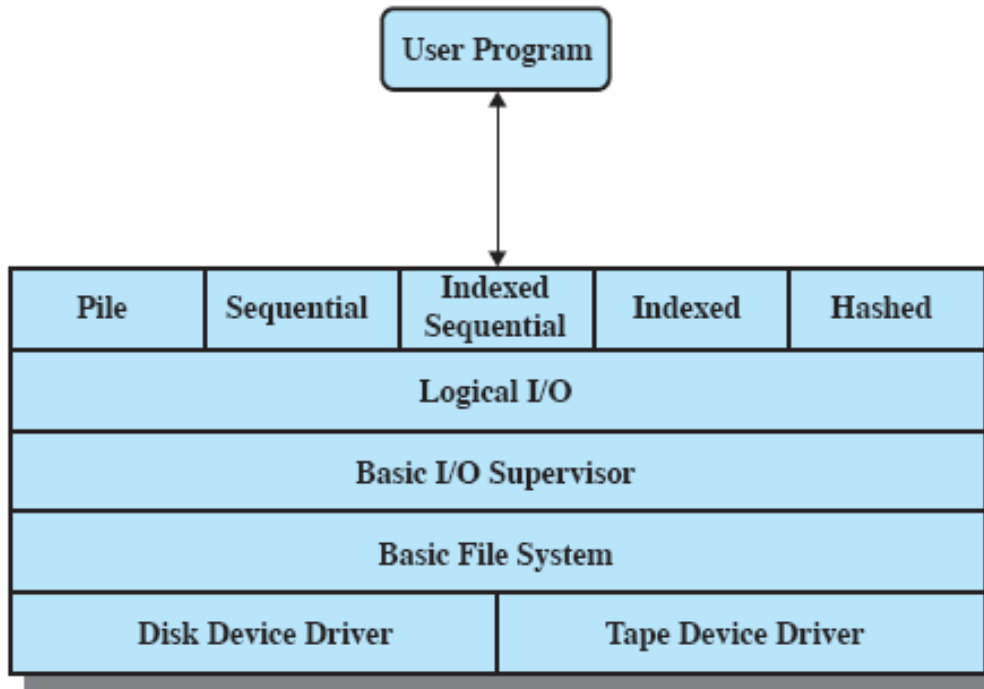 User Program
Pile
Sequential
Indexed
Sequential
Indexed
Hashed
Logical I/O
Basic I/O Supervisor
Basic File System
Disk Device Driver
Tape Device Driver